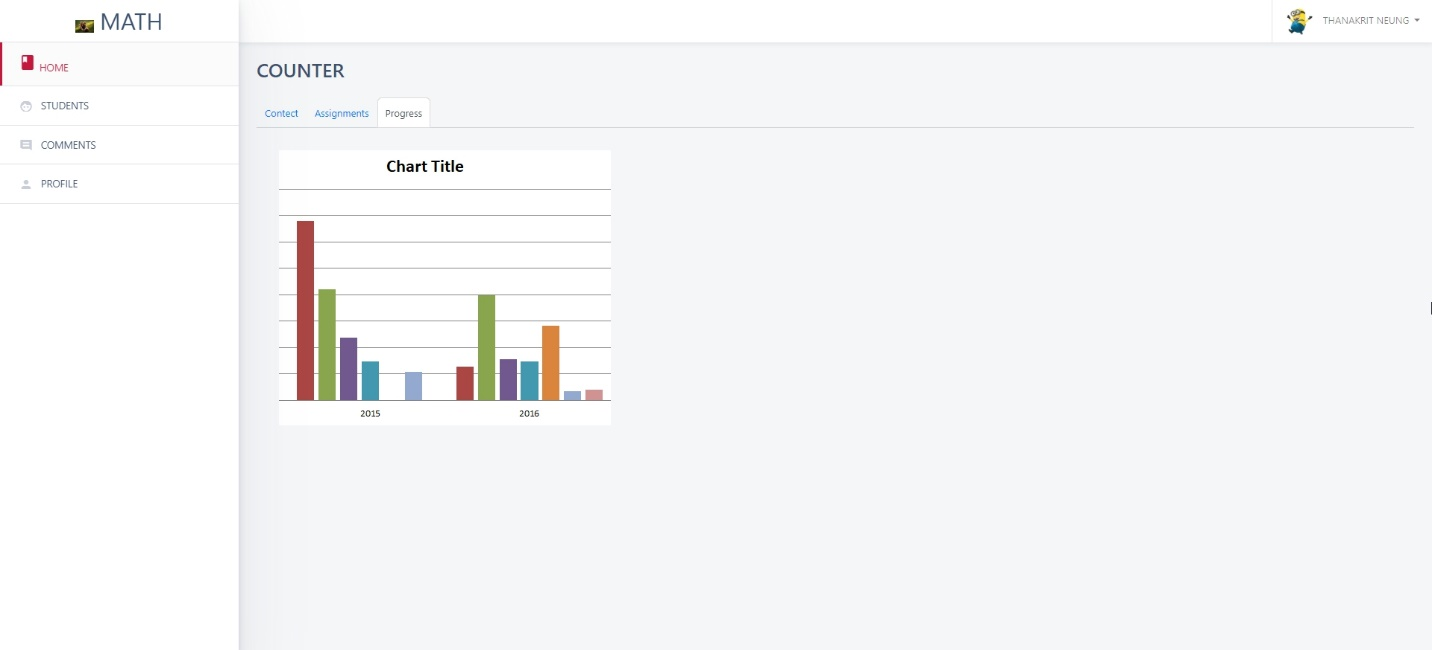 MATH
THANAKRIT NEUNG
HOME
STUDENTS
COMMENTS
PROFILE
COUNTER
Contect Assignments Progress
Chart Title
2015 2016